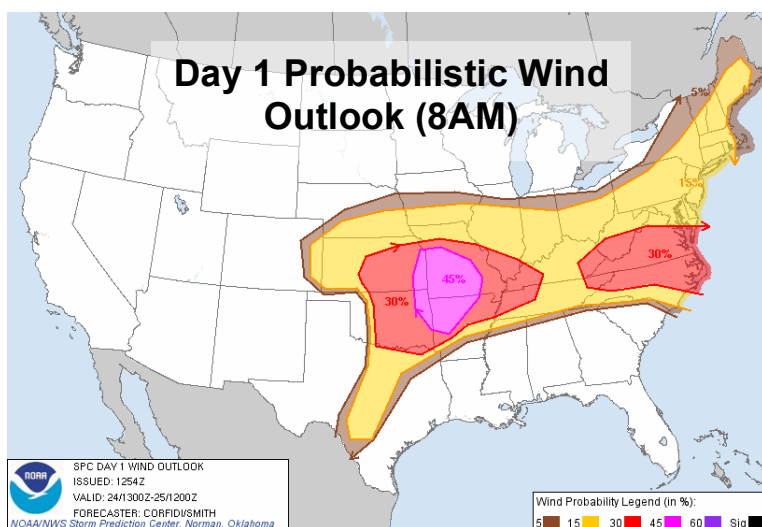 Day 1 Probabilistic Wind
Outlook (8AM)
5%
15%
30%
45%
30%
NOAA
SPC DAY 1 WIND OUTLOOK
ISSUED: 1254Z
VALID: 24/1300Z-25/1200Z
FORECASTER: CORFIDI/SMITH
NOAA/NWS Storm Prediction Center, Norman, Oklahoma
Wind Probability Legend (in %):
5 15 30 45 60 Sig